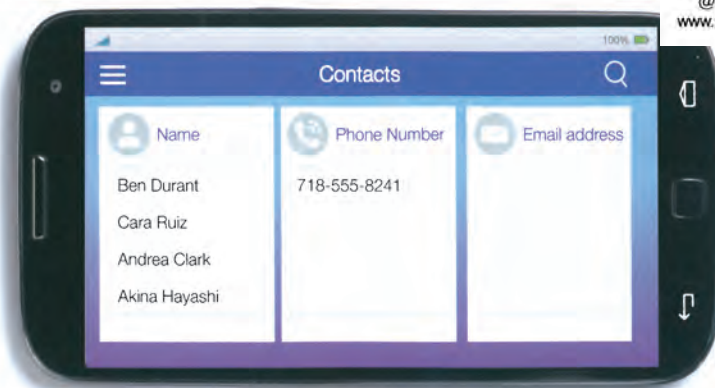 @
www.
100%
Contacts
Name
Phone Number
Email address
Ben Durant
718-555-8241
Cara Ruiz
Andrea Clark
Akina Hayashi